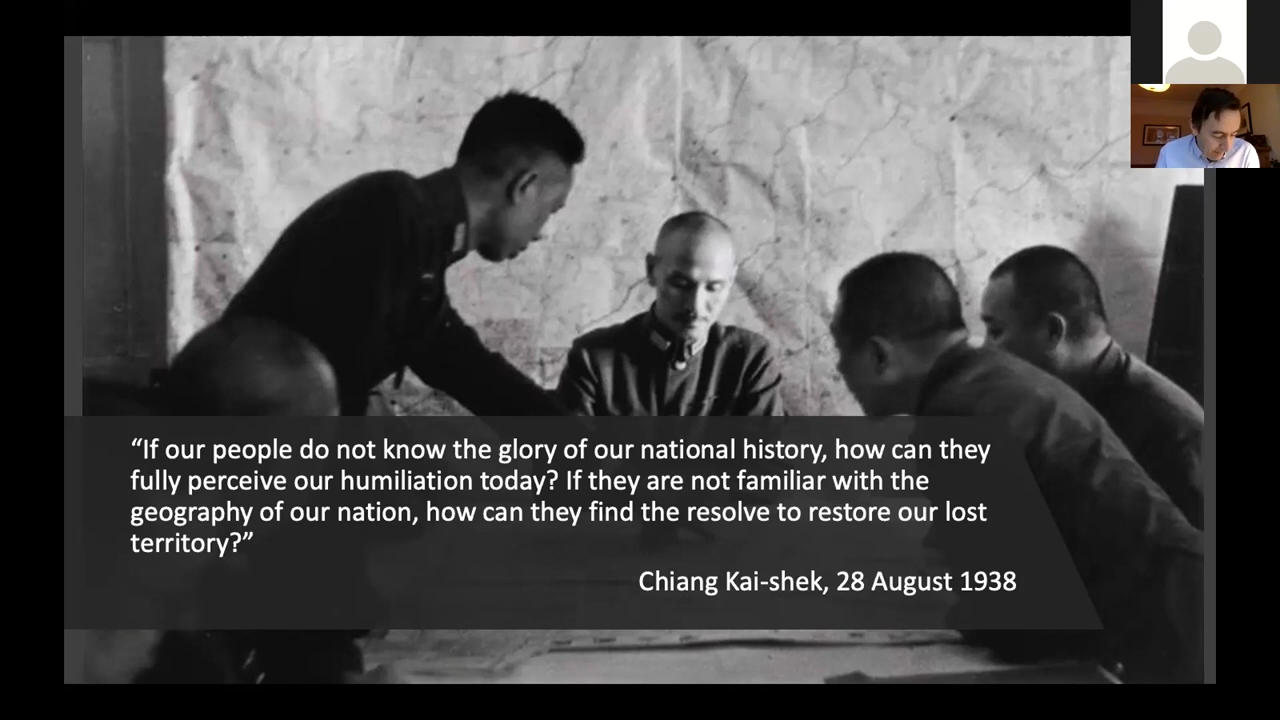 “If our people do not know the glory of our national history, how can they
fully perceive our humiliation today? If they are not familiar with the
geography of our nation, how can they find the resolve to restore our lost
territory?”
Chiang Kai-shek, 28 August 1938